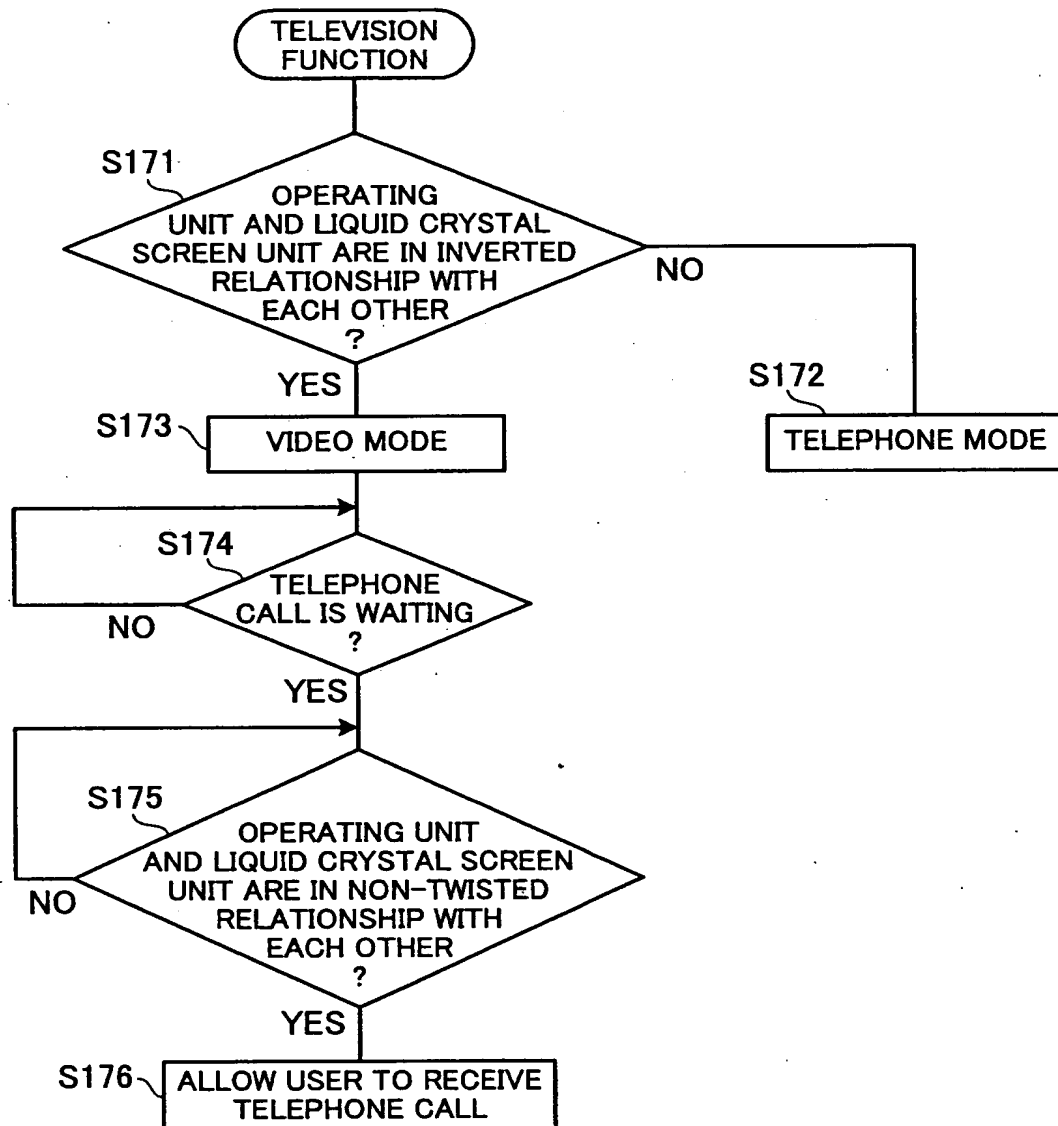 TELEVISION
FUNCTION
S171
OPERATING
UNIT AND LIQUID CRYSTAL
SCREEN UNIT ARE IN INVERTED
RELATIONSHIP WITH
EACH OTHER
?
NO
YES
S172
TELEPHONE MODE
S173
VIDEO MODE
S174
TELEPHONE
CALL IS WAITING
?
NO
YES
S175
OPERATING UNIT
AND LIQUID CRYSTAL SCREEN
UNIT ARE IN NON-TWISTED
RELATIONSHIP WITH
EACH OTHER
?
NO
YES
S176
ALLOW USER TO RECEIVE
TELEPHONE CALL